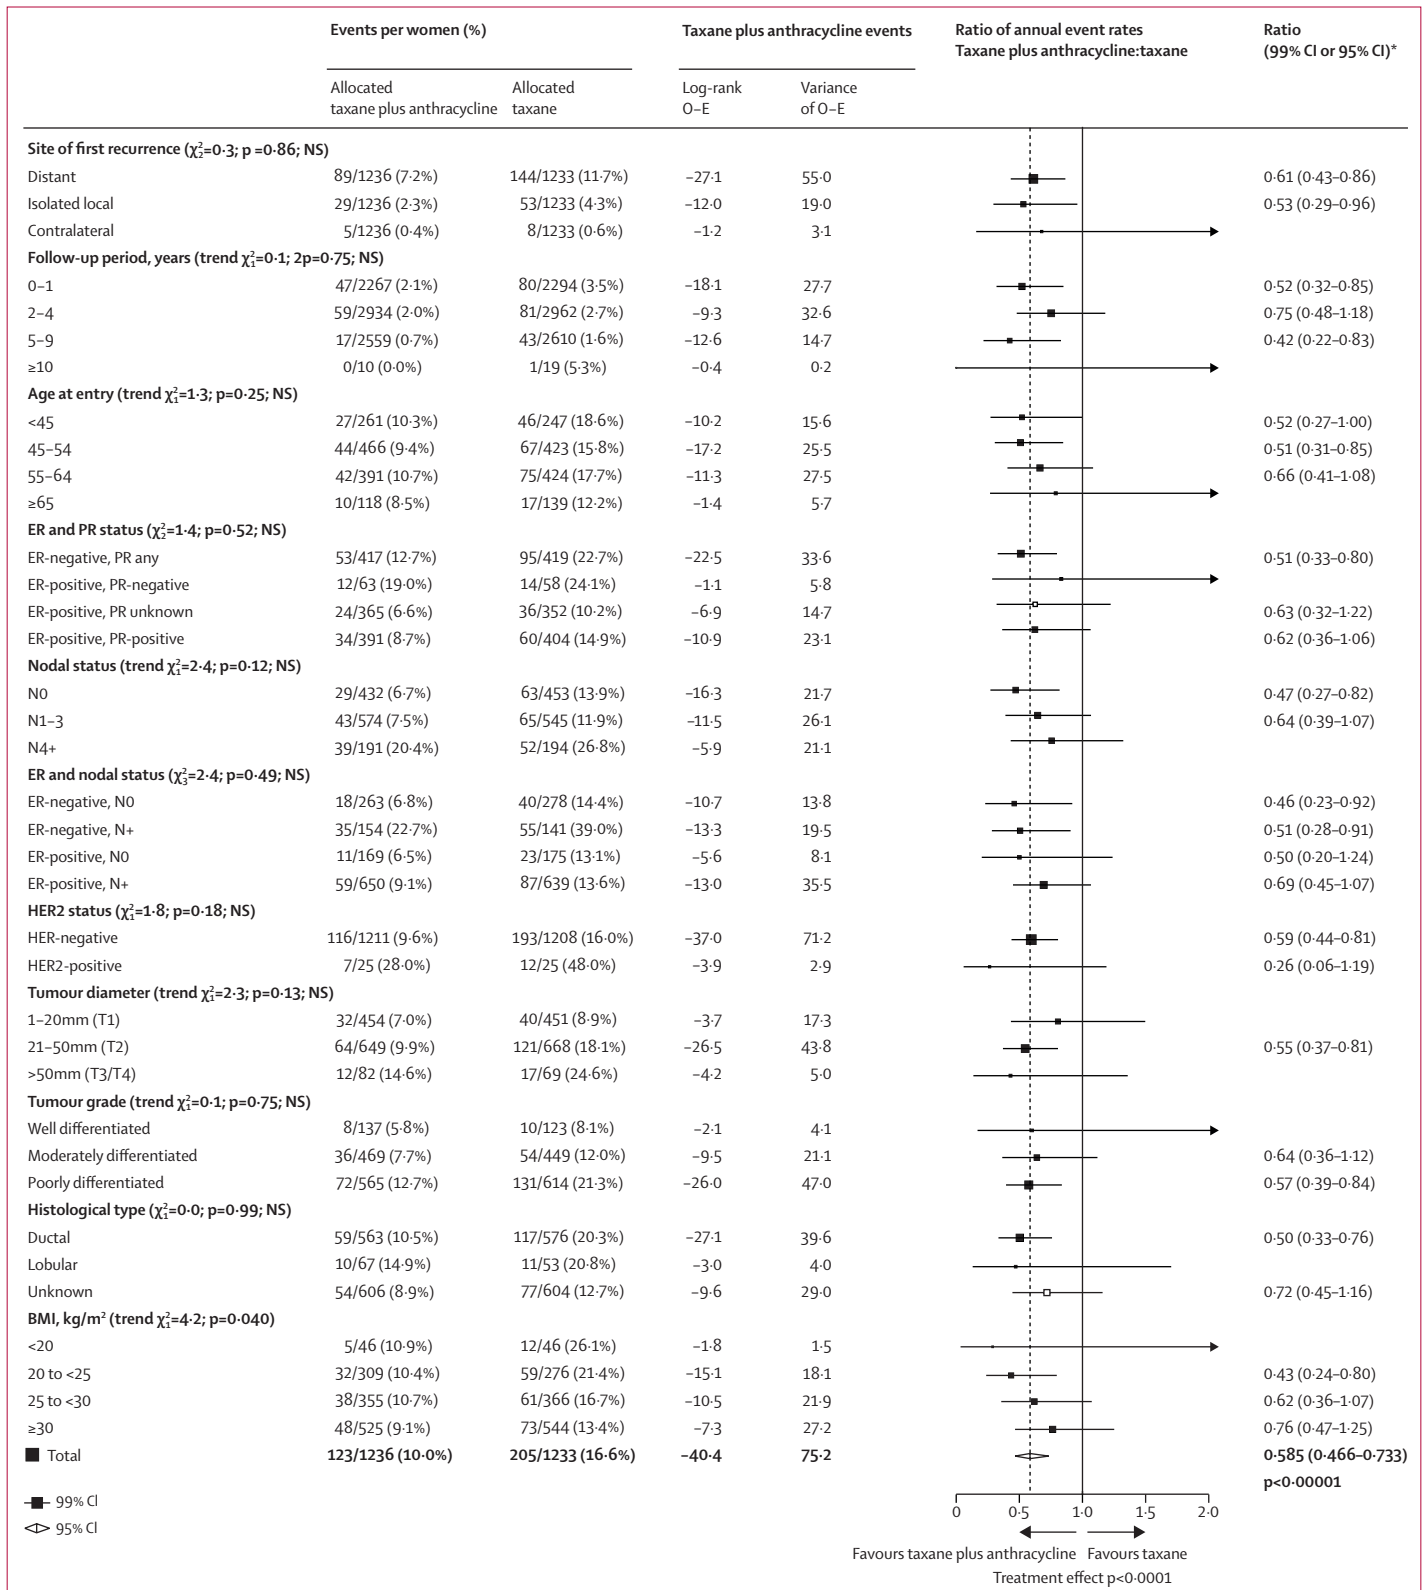 Events per women (%) Taxane plus anthracycline events Ratio of annual event rates Ratio
Taxane plus anthracycline:taxane (99% CI or 95% CI)*
Allocated Allocated Log-rank Variance
taxane plus anthracycline taxane O–E of O–E
Site of first recurrence (χ²₂=0·3; p =0·86; NS)
Distant 89/1236 (7·2%) 144/1233 (11·7%) –27·1 55·0 0·61 (0·43–0·86)
Isolated local 29/1236 (2·3%) 53/1233 (4·3%) –12·0 19·0 0·53 (0·29–0·96)
Contralateral 5/1236 (0·4%) 8/1233 (0·6%) –1·2 3·1
Follow-up period, years (trend χ²₁=0·1; 2p=0·75; NS)
0–1 47/2267 (2·1%) 80/2294 (3·5%) –18·1 27·7 0·52 (0·32–0·85)
2–4 59/2934 (2·0%) 81/2962 (2·7%) –9·3 32·6 0·75 (0·48–1·18)
5–9 17/2559 (0·7%) 43/2610 (1·6%) –12·6 14·7 0·42 (0·22–0·83)
≥10 0/10 (0·0%) 1/19 (5·3%) –0·4 0·2
Age at entry (trend χ²₁=1·3; p=0·25; NS)
<45 27/261 (10·3%) 46/247 (18·6%) –10·2 15·6 0·52 (0·27–1·00)
45–54 44/466 (9·4%) 67/423 (15·8%) –17·2 25·5 0·51 (0·31–0·85)
55–64 42/391 (10·7%) 75/424 (17·7%) –11·3 27·5 0·66 (0·41–1·08)
≥65 10/118 (8·5%) 17/139 (12·2%) –1·4 5·7
ER and PR status (χ²₂=1·4; p=0·52; NS)
ER-negative, PR any 53/417 (12·7%) 95/419 (22·7%) –22·5 33·6 0·51 (0·33–0·80)
ER-positive, PR-negative 12/63 (19·0%) 14/58 (24·1%) –1·1 5·8
ER-positive, PR unknown 24/365 (6·6%) 36/352 (10·2%) –6·9 14·7 0·63 (0·32–1·22)
ER-positive, PR-positive 34/391 (8·7%) 60/404 (14·9%) –10·9 23·1 0·62 (0·36–1·06)
Nodal status (trend χ²₁=2·4; p=0·12; NS)
N0 29/432 (6·7%) 63/453 (13·9%) –16·3 21·7 0·47 (0·27–0·82)
N1–3 43/574 (7·5%) 65/545 (11·9%) –11·5 26·1 0·64 (0·39–1·07)
N4+ 39/191 (20·4%) 52/194 (26·8%) –5·9 21·1
ER and nodal status (χ²₃=2·4; p=0·49; NS)
ER-negative, N0 18/263 (6·8%) 40/278 (14·4%) –10·7 13·8 0·46 (0·23–0·92)
ER-negative, N+ 35/154 (22·7%) 55/141 (39·0%) –13·3 19·5 0·51 (0·28–0·91)
ER-positive, N0 11/169 (6·5%) 23/175 (13·1%) –5·6 8·1 0·50 (0·20–1·24)
ER-positive, N+ 59/650 (9·1%) 87/639 (13·6%) –13·0 35·5 0·69 (0·45–1·07)
HER2 status (χ²₁=1·8; p=0·18; NS)
HER-negative 116/1211 (9·6%) 193/1208 (16·0%) –37·0 71·2 0·59 (0·44–0·81)
HER2-positive 7/25 (28·0%) 12/25 (48·0%) –3·9 2·9 0·26 (0·06–1·19)
Tumour diameter (trend χ²₁=2·3; p=0·13; NS)
1–20mm (T1) 32/454 (7·0%) 40/451 (8·9%) –3·7 17·3
21–50mm (T2) 64/649 (9·9%) 121/668 (18·1%) –26·5 43·8 0·55 (0·37–0·81)
>50mm (T3/T4) 12/82 (14·6%) 17/69 (24·6%) –4·2 5·0
Tumour grade (trend χ²₁=0·1; p=0·75; NS)
Well differentiated 8/137 (5·8%) 10/123 (8·1%) –2·1 4·1
Moderately differentiated 36/469 (7·7%) 54/449 (12·0%) –9·5 21·1 0·64 (0·36–1·12)
Poorly differentiated 72/565 (12·7%) 131/614 (21·3%) –26·0 47·0 0·57 (0·39–0·84)
Histological type (χ²₁=0·0; p=0·99; NS)
Ductal 59/563 (10·5%) 117/576 (20·3%) –27·1 39·6 0·50 (0·33–0·76)
Lobular 10/67 (14·9%) 11/53 (20·8%) –3·0 4·0
Unknown 54/606 (8·9%) 77/604 (12·7%) –9·6 29·0 0·72 (0·45–1·16)
BMI, kg/m² (trend χ²₁=4·2; p=0·040)
<20 5/46 (10·9%) 12/46 (26·1%) –1·8 1·5
20 to <25 32/309 (10·4%) 59/276 (21·4%) –15·1 18·1 0·43 (0·24–0·80)
25 to <30 38/355 (10·7%) 61/366 (16·7%) –10·5 21·9 0·62 (0·36–1·07)
≥30 48/525 (9·1%) 73/544 (13·4%) –7·3 27·2 0·76 (0·47–1·25)
Total 123/1236 (10·0%) 205/1233 (16·6%) –40·4 75·2 0·585 (0·466–0·733)
p<0·00001
99% CI
95% CI
0 0·5 1·0 1·5 2·0
Favours taxane plus anthracycline Favours taxane
Treatment effect p<0·0001